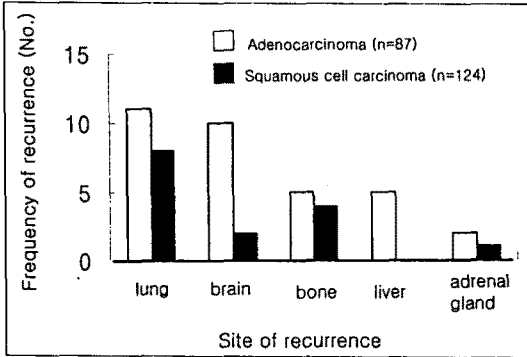 Frequency of recurrence (No.)
15
10
5
0
Adenocarcinoma (n=87)
Squamous cell carcinoma (n=124)
lung brain bone liver adrenal
gland
Site of recurrence